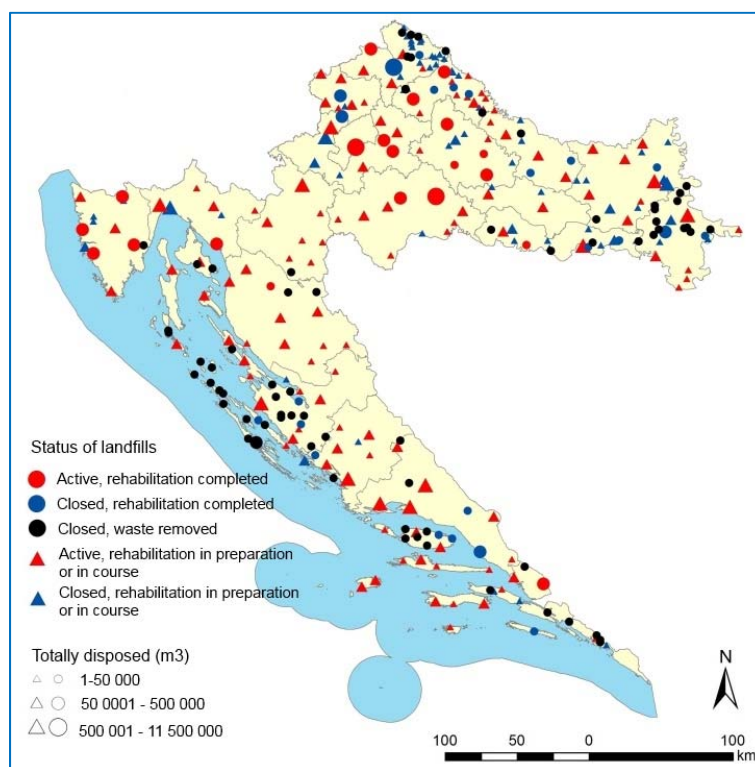 Status of landfills
Active, rehabilitation completed
Closed, rehabilitation completed
Closed, waste removed
Active, rehabilitation in preparation
or in course
Closed, rehabilitation in preparation
or in course
Totally disposed (m3)
1-50 000
50 0001 - 500 000
500 001 - 11 500 000
N
100 50 0 100
km